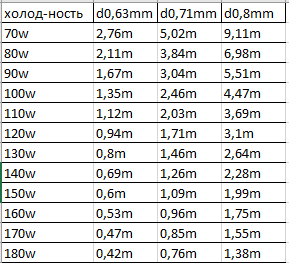 холод-ность d0,63mm d0,71mm d0,8mm
70w 2,76m 5,02m 9,11m
80w 2,11m 3,84m 6,98m
90w 1,67m 3,04m 5,51m
100w 1,35m 2,46m 4,47m
110w 1,12m 2,03m 3,69m
120w 0,94m 1,71m 3,1m
130w 0,8m 1,46m 2,64m
140w 0,69m 1,26m 2,28m
150w 0,6m 1,09m 1,99m
160w 0,53m 0,96m 1,75m
170w 0,47m 0,85m 1,55m
180w 0,42m 0,76m 1,38m